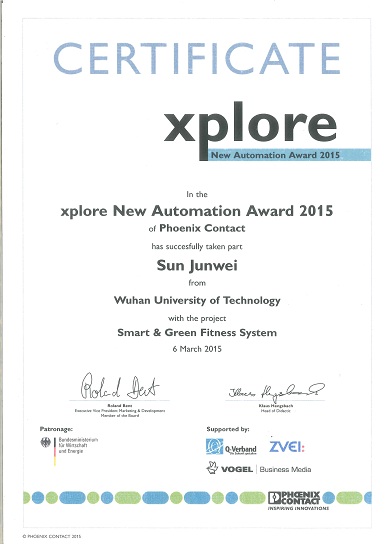 CERTIFICATE
xplore
New Automation Award 2015
In the
xplore New Automation Award 2015
of Phoenix Contact
has succesfully taken part
Sun Junwei
from
Wuhan University of Technology
with the project
Smart & Green Fitness System
6 March 2015
Roland Bent
Executive Vice President Marketing & Development
Member of the Board
Klaus Hengsbach
Head of Didactic
Patronage:
Bundesministerium
für Wirtschaft
und Energie
Supported by:
Q-Verband
ZVEI:
VOGEL Business Media
PHOENIX
CONTACT
INSPIRING INNOVATIONS
© PHOENIX CONTACT 2015